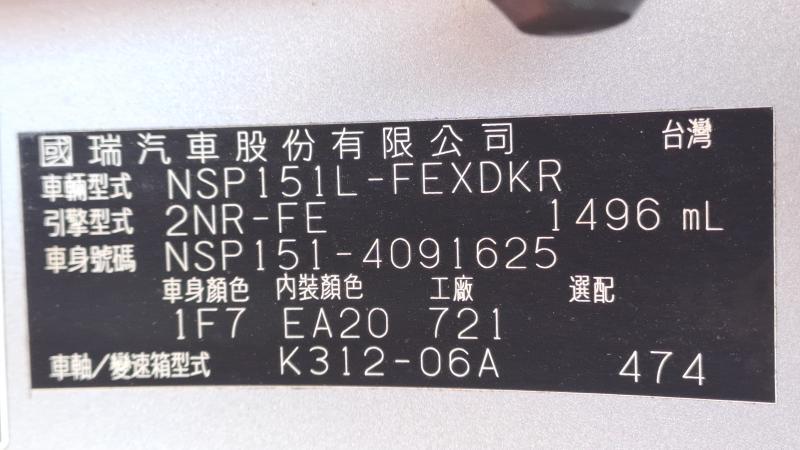 國瑞汽車股份有限公司 台灣
車輛型式 NSP151L-FEXDKR
引擎型式 2NR-FE 1496 mL
車身號碼 NSP151-4091625
車身顏色 內裝顏色 工廠 選配
1F7 EA20 721
車軸/變速箱型式 K312-06A 474